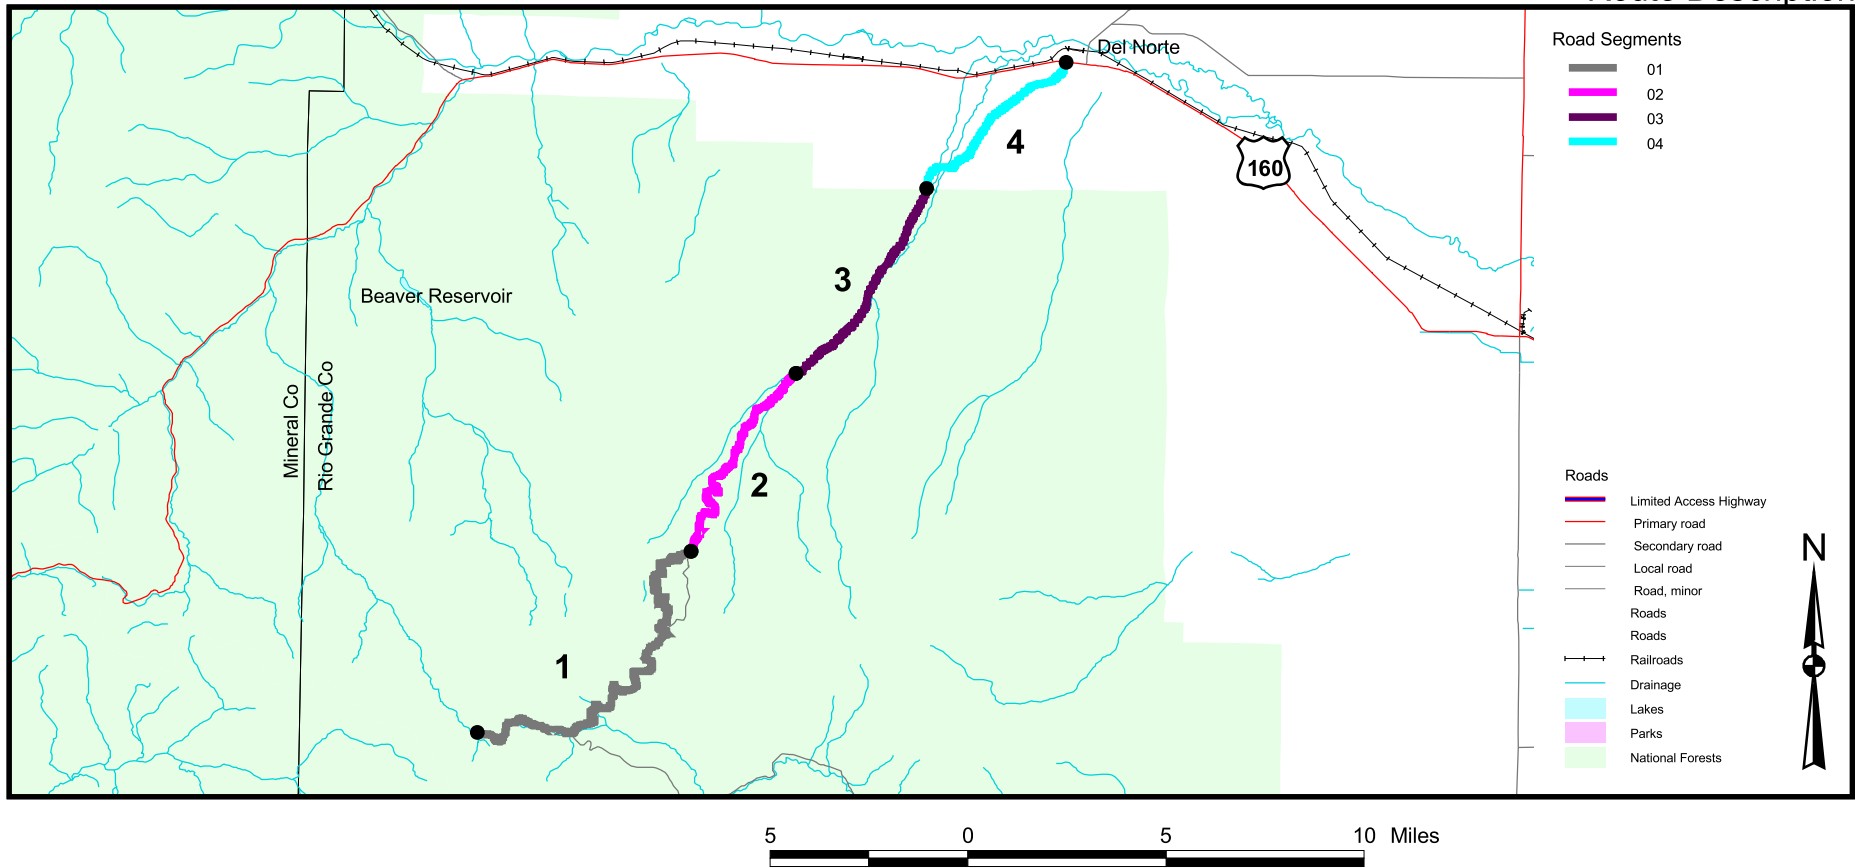 Route Description
Del Norte
Road Segments
01
02
03
04
4
160
3
Beaver Reservoir
Mineral Co
Rio Grande Co
2
1
Roads
Limited Access Highway
Primary road
Secondary road
Local road
Road, minor
Roads
Roads
Railroads
Drainage
Lakes
Parks
National Forests
N
5 0 5 10 Miles